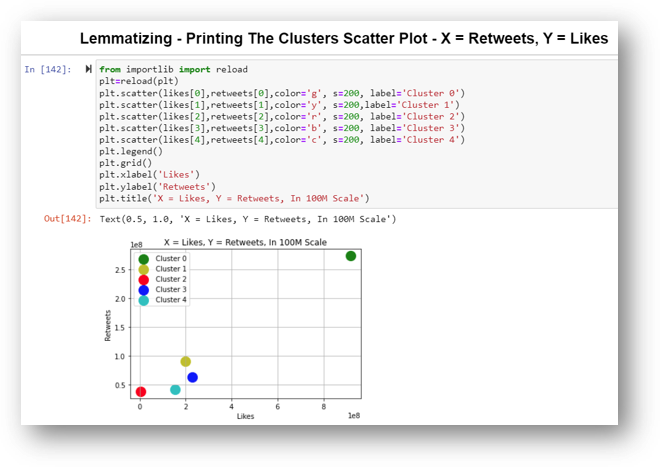 Lemmatizing - Printing The Clusters Scatter Plot - X = Retweets, Y = Likes
In [142]:
from importlib import reload
plt=reload(plt)
plt.scatter(likes[0],retweets[0],color='g', s=200, label='Cluster 0')
plt.scatter(likes[1],retweets[1],color='y', s=200,label='Cluster 1')
plt.scatter(likes[2],retweets[2],color='r', s=200, label='Cluster 2')
plt.scatter(likes[3],retweets[3],color='b', s=200, label='Cluster 3')
plt.scatter(likes[4],retweets[4],color='c', s=200, label='Cluster 4')
plt.legend()
plt.grid()
plt.xlabel('Likes')
plt.ylabel('Retweets')
plt.title('X = Likes, Y = Retweets, In 100M Scale')
Out[142]: Text(0.5, 1.0, 'X = Likes, Y = Retweets, In 100M Scale')
1e8
X = Likes, Y = Retweets, In 100M Scale
Cluster 0
Cluster 1
Cluster 2
Cluster 3
Cluster 4
2.5
2.0
1.5
1.0
0.5
Retweets
0 2 4 6 8
Likes
1e8